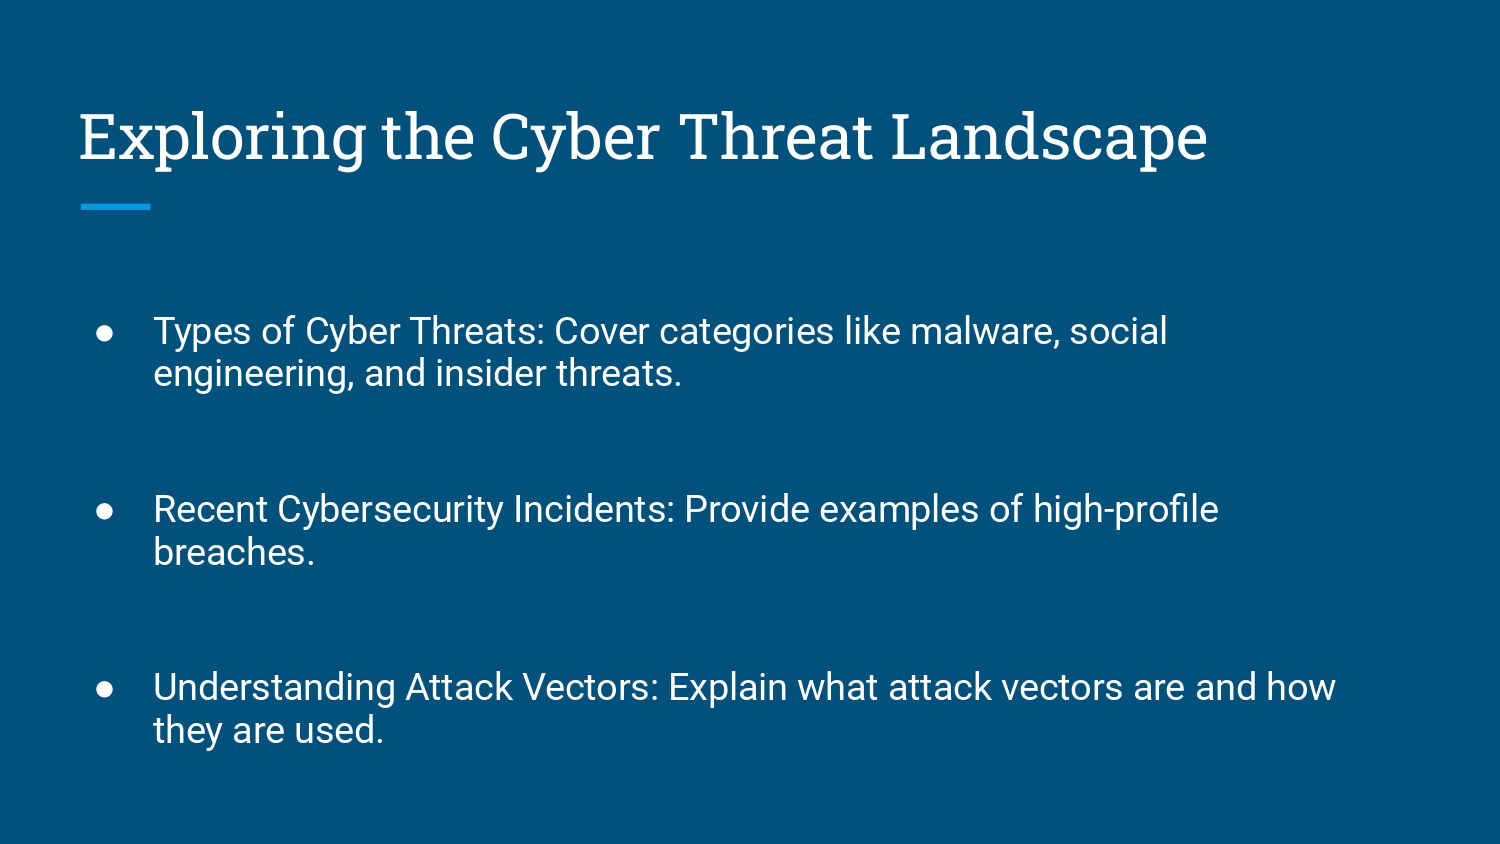 Exploring the Cyber Threat Landscape
● Types of Cyber Threats: Cover categories like malware, social
engineering, and insider threats.
● Recent Cybersecurity Incidents: Provide examples of high-profile
breaches.
● Understanding Attack Vectors: Explain what attack vectors are and how
they are used.